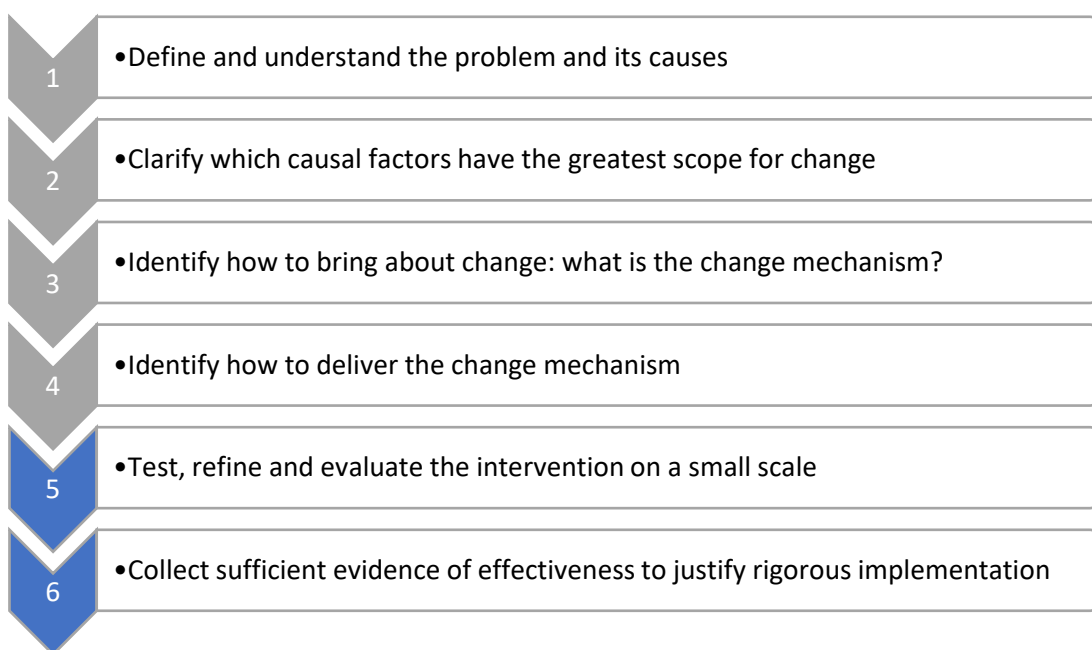 1
•Define and understand the problem and its causes
2
•Clarify which causal factors have the greatest scope for change
3
•Identify how to bring about change: what is the change mechanism?
4
•Identify how to deliver the change mechanism
5
•Test, refine and evaluate the intervention on a small scale
6
•Collect sufficient evidence of effectiveness to justify rigorous implementation